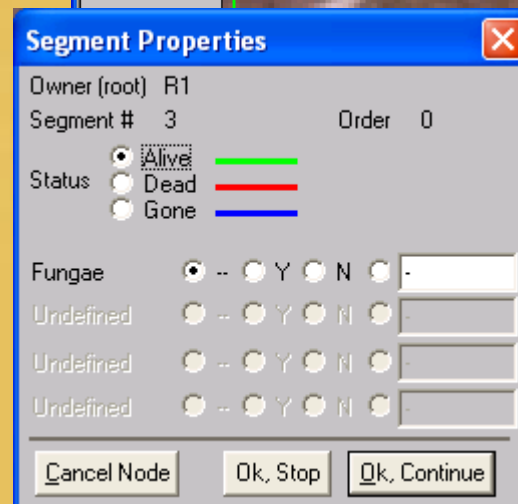 Segment Properties
Owner (root) R1
Segment # 3 Order 0
Alive
Status Dead
Gone
Fungae -- Y N -
Undefined -- Y N -
Undefined -- Y N -
Undefined -- Y N -
Cancel Node Ok, Stop Ok, Continue